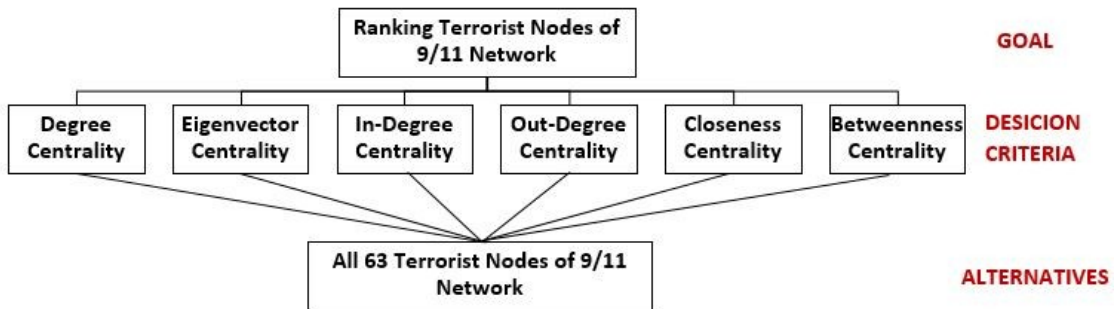 Ranking Terrorist Nodes of
9/11 Network
GOAL
Degree
Centrality
Eigenvector
Centrality
In-Degree
Centrality
Out-Degree
Centrality
Closeness
Centrality
Betweenness
Centrality
DESICION
CRITERIA
All 63 Terrorist Nodes of 9/11
Network
ALTERNATIVES